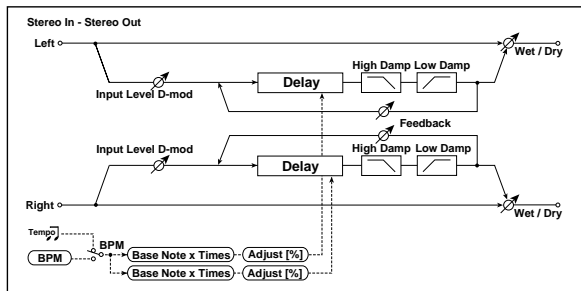 Stereo In - Stereo Out
Left
Wet / Dry
High Damp Low Damp
Delay
Input Level D-mod
Feedback
Input Level D-mod
High Damp Low Damp
Delay
Right
Wet / Dry
Tempo
BPM
BPM
Base Note x Times Adjust [%]
Base Note x Times Adjust [%]